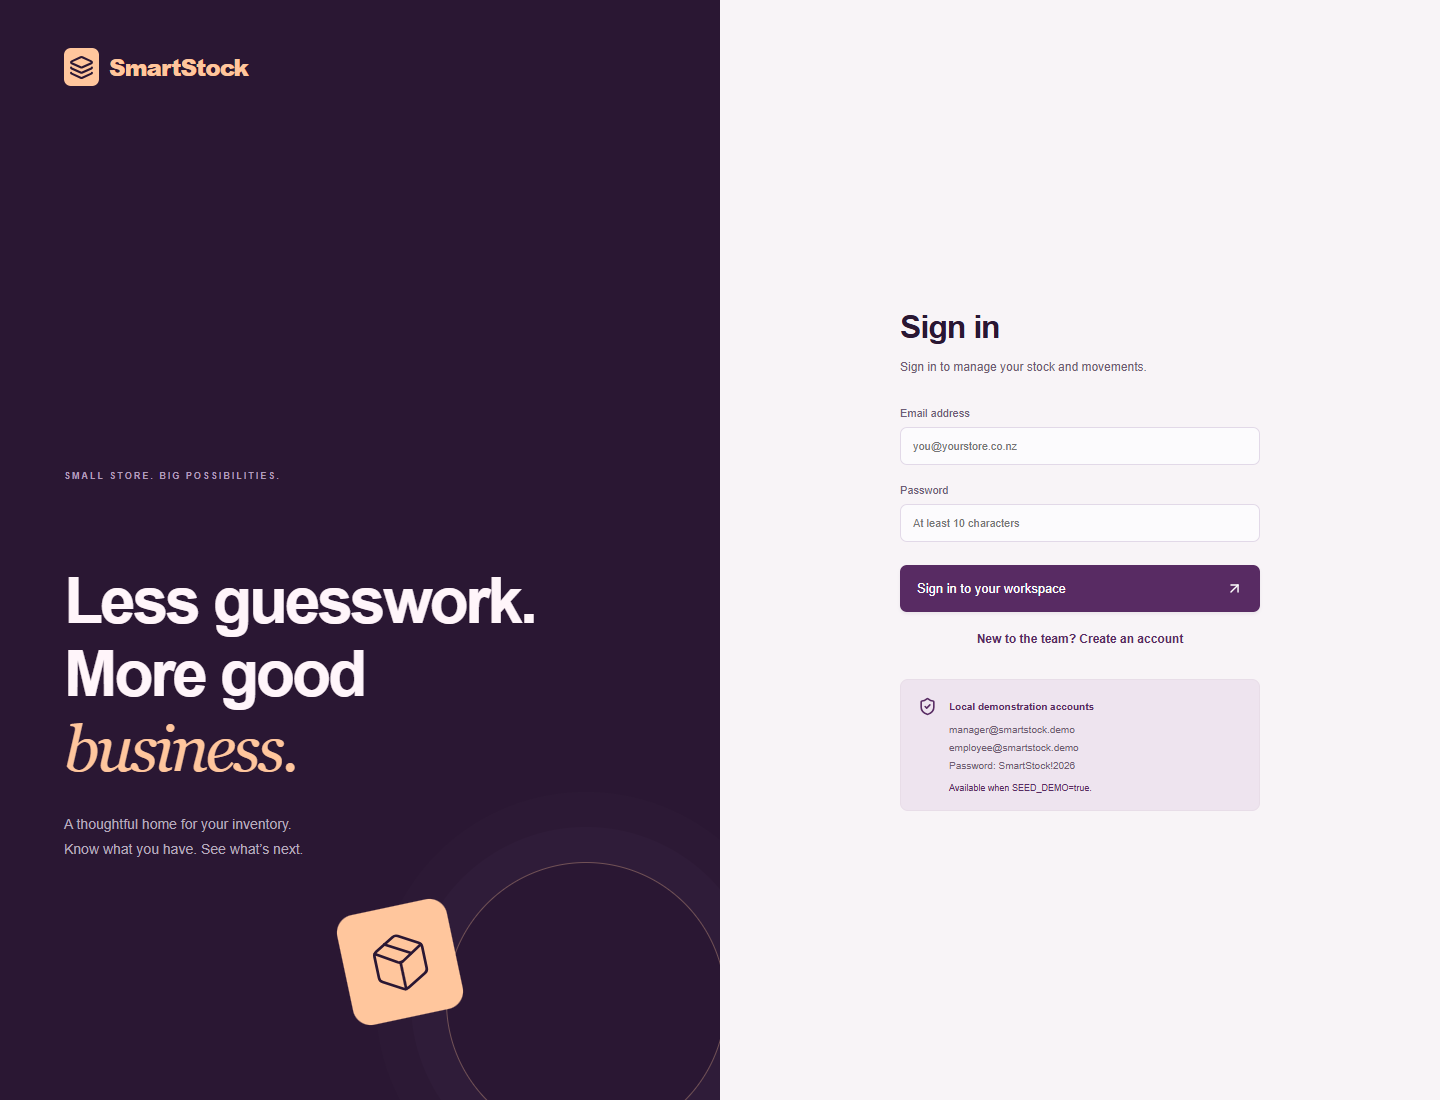 SmartStock
SMALL STORE. BIG POSSIBILITIES.
Less guesswork.
More good
business.
A thoughtful home for your inventory.
Know what you have. See what's next.
Sign in
Sign in to manage your stock and movements.
Email address
you@yourstore.co.nz
Password
At least 10 characters
Sign in to your workspace
New to the team? Create an account
Local demonstration accounts
manager@smartstock.demo
employee@smartstock.demo
Password: SmartStock!2026
Available when SEED_DEMO=true.